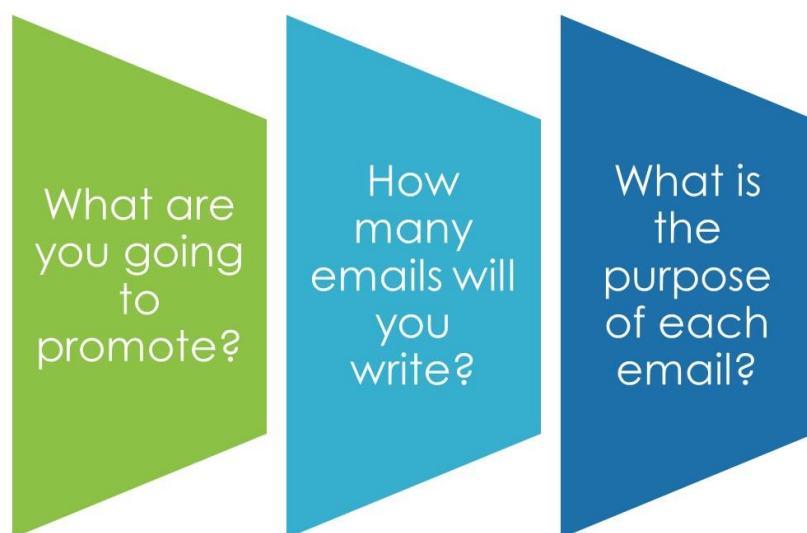 What are
you going
to
promote?
How
many
emails will
you
write?
What is
the
purpose
of each
email?